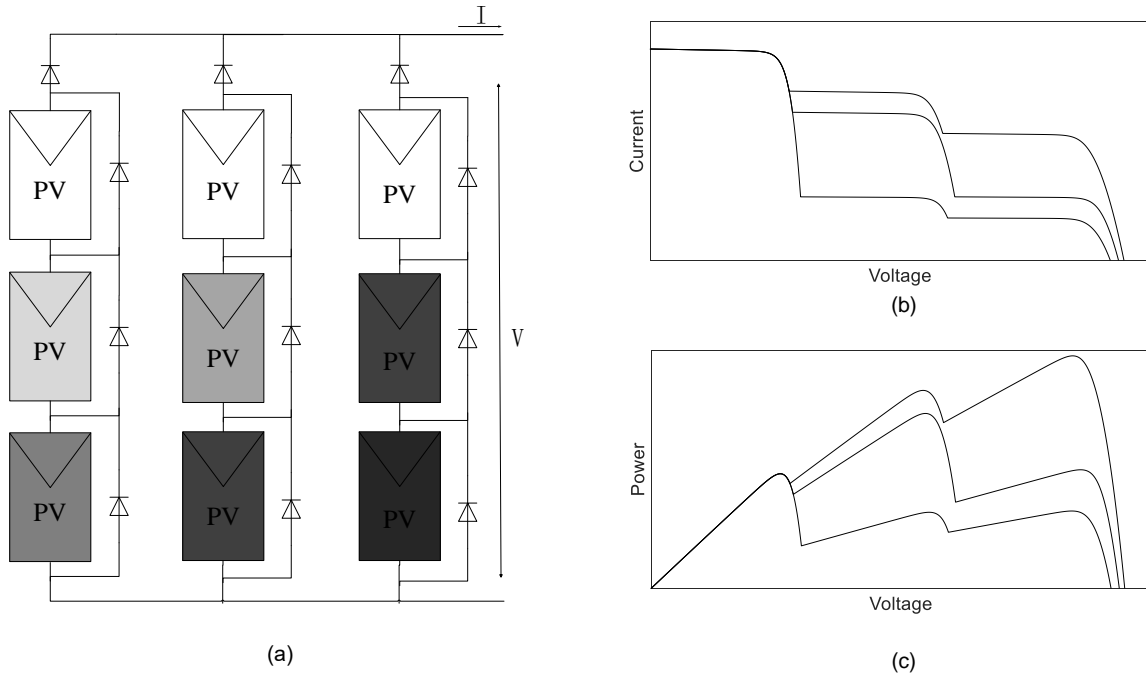 I
PV
PV
PV
PV
PV
PV
V
PV
PV
PV
(a)
Current
Voltage
(b)
Power
Voltage
(c)